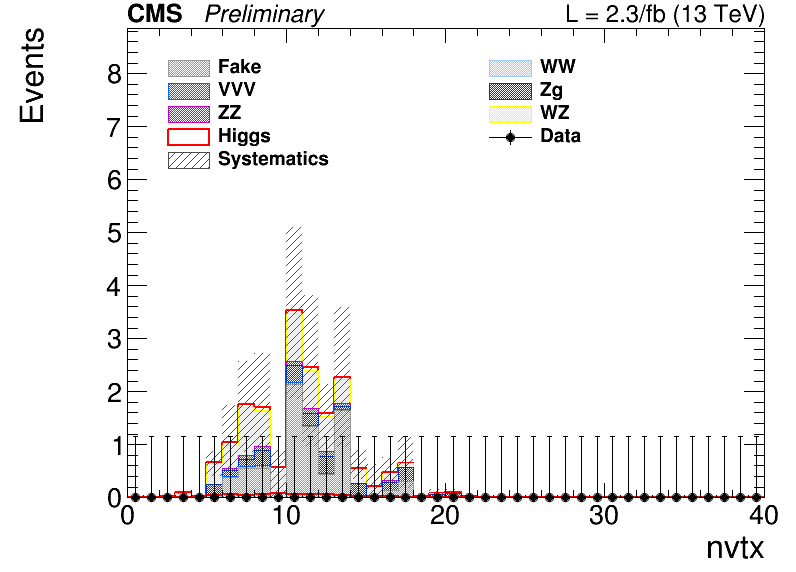 CMS Preliminary L = 2.3/fb (13 TeV)
Events
Fake WW
VVV Zg
ZZ WZ
Higgs Data
Systematics
8
7
6
5
4
3
2
1
0
0 10 20 30 40
nvtx